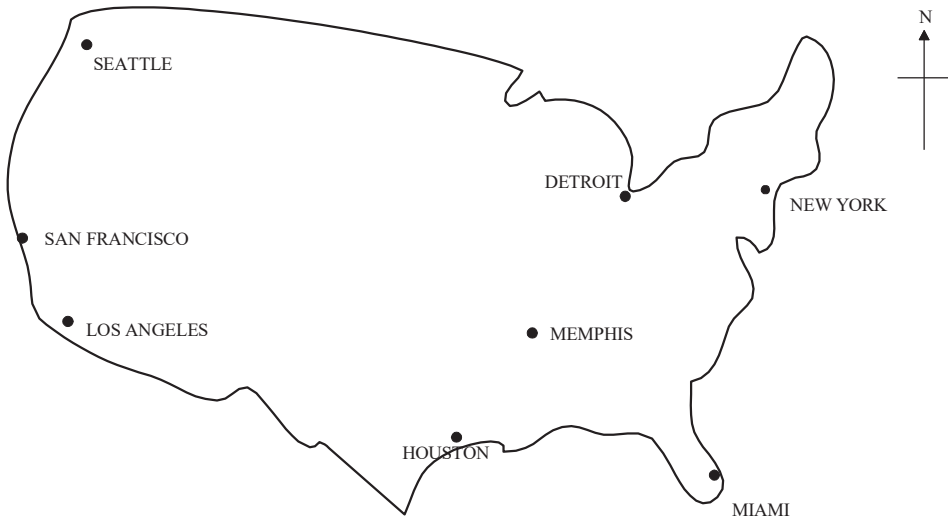 N
SEATTLE
DETROIT
NEW YORK
SAN FRANCISCO
LOS ANGELES
MEMPHIS
HOUSTON
MIAMI